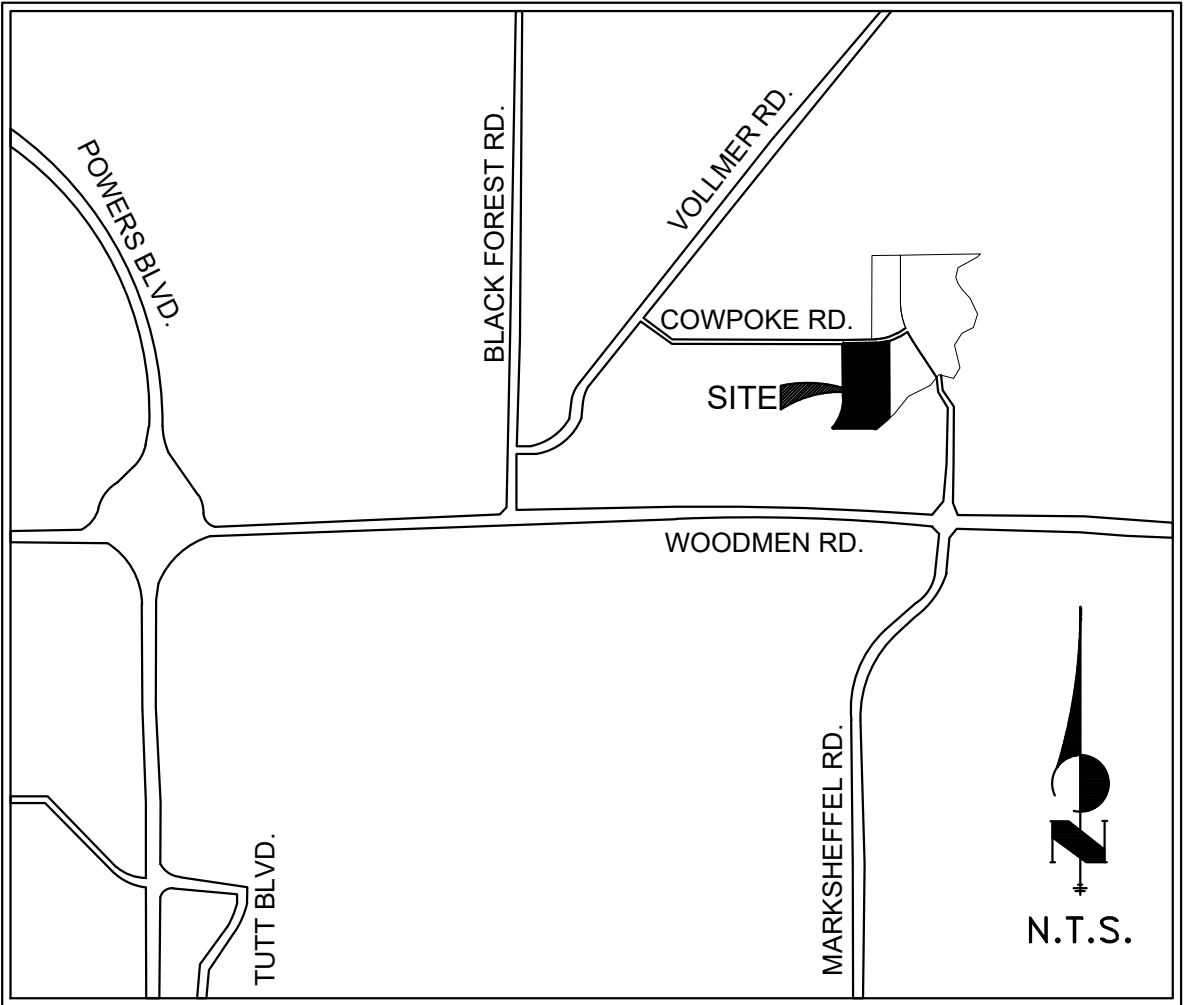 POWERS BLVD.
BLACK FOREST RD.
VOLLMER RD.
COWPOKE RD.
SITE
WOODMEN RD.
MARKSHEFFEL RD.
TUTT BLVD.
N
N.T.S.